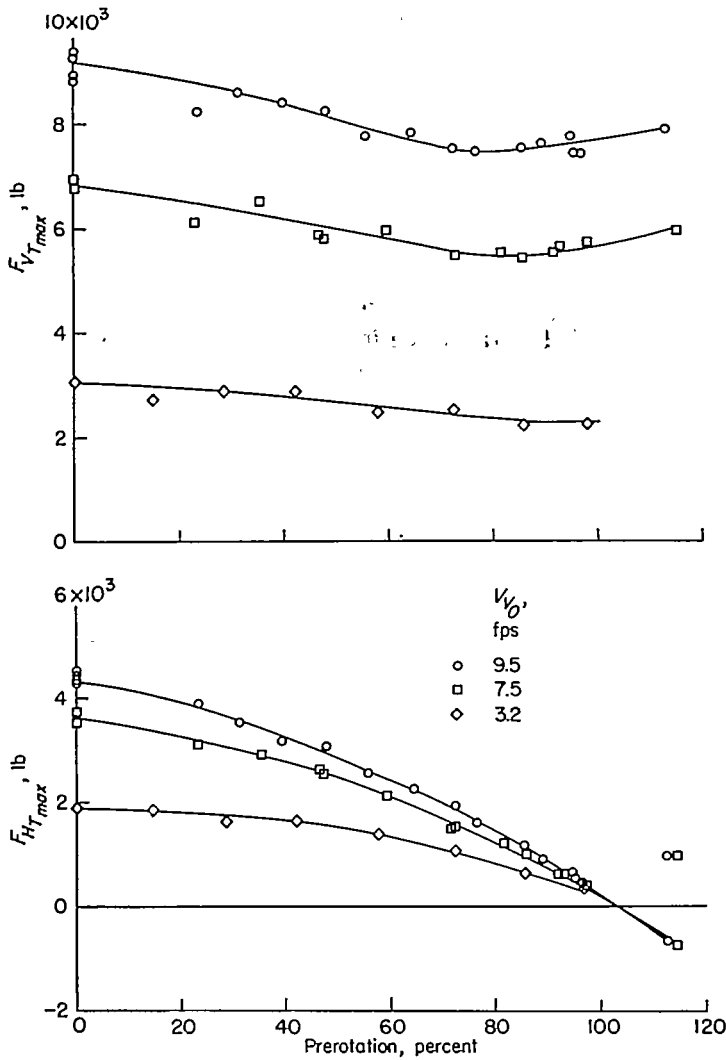 10×10³
8
6
4
2
0
F_{V_{T_{max}}}, lb
6×10³
4
2
0
-2
F_{H_{T_{max}}}, lb
V_{V_0},
fps
○ 9.5
□ 7.5
◇ 3.2
0 20 40 60 80 100 120
Prerotation, percent